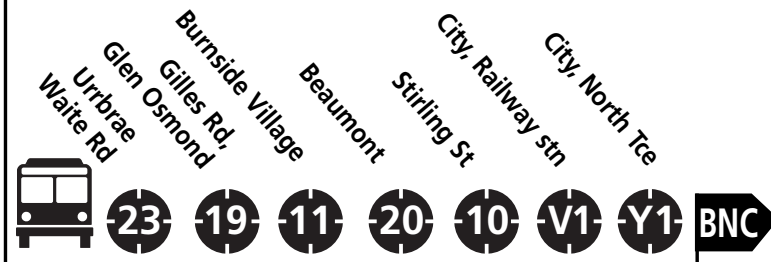 Urrbrae
Waite Rd
Gilles Rd,
Glen Osmond
Burnside Village
Beaumont
Stirling St
City, Railway stn
City, North Tce
23 19 11 20 10 V1 Y1 BNC